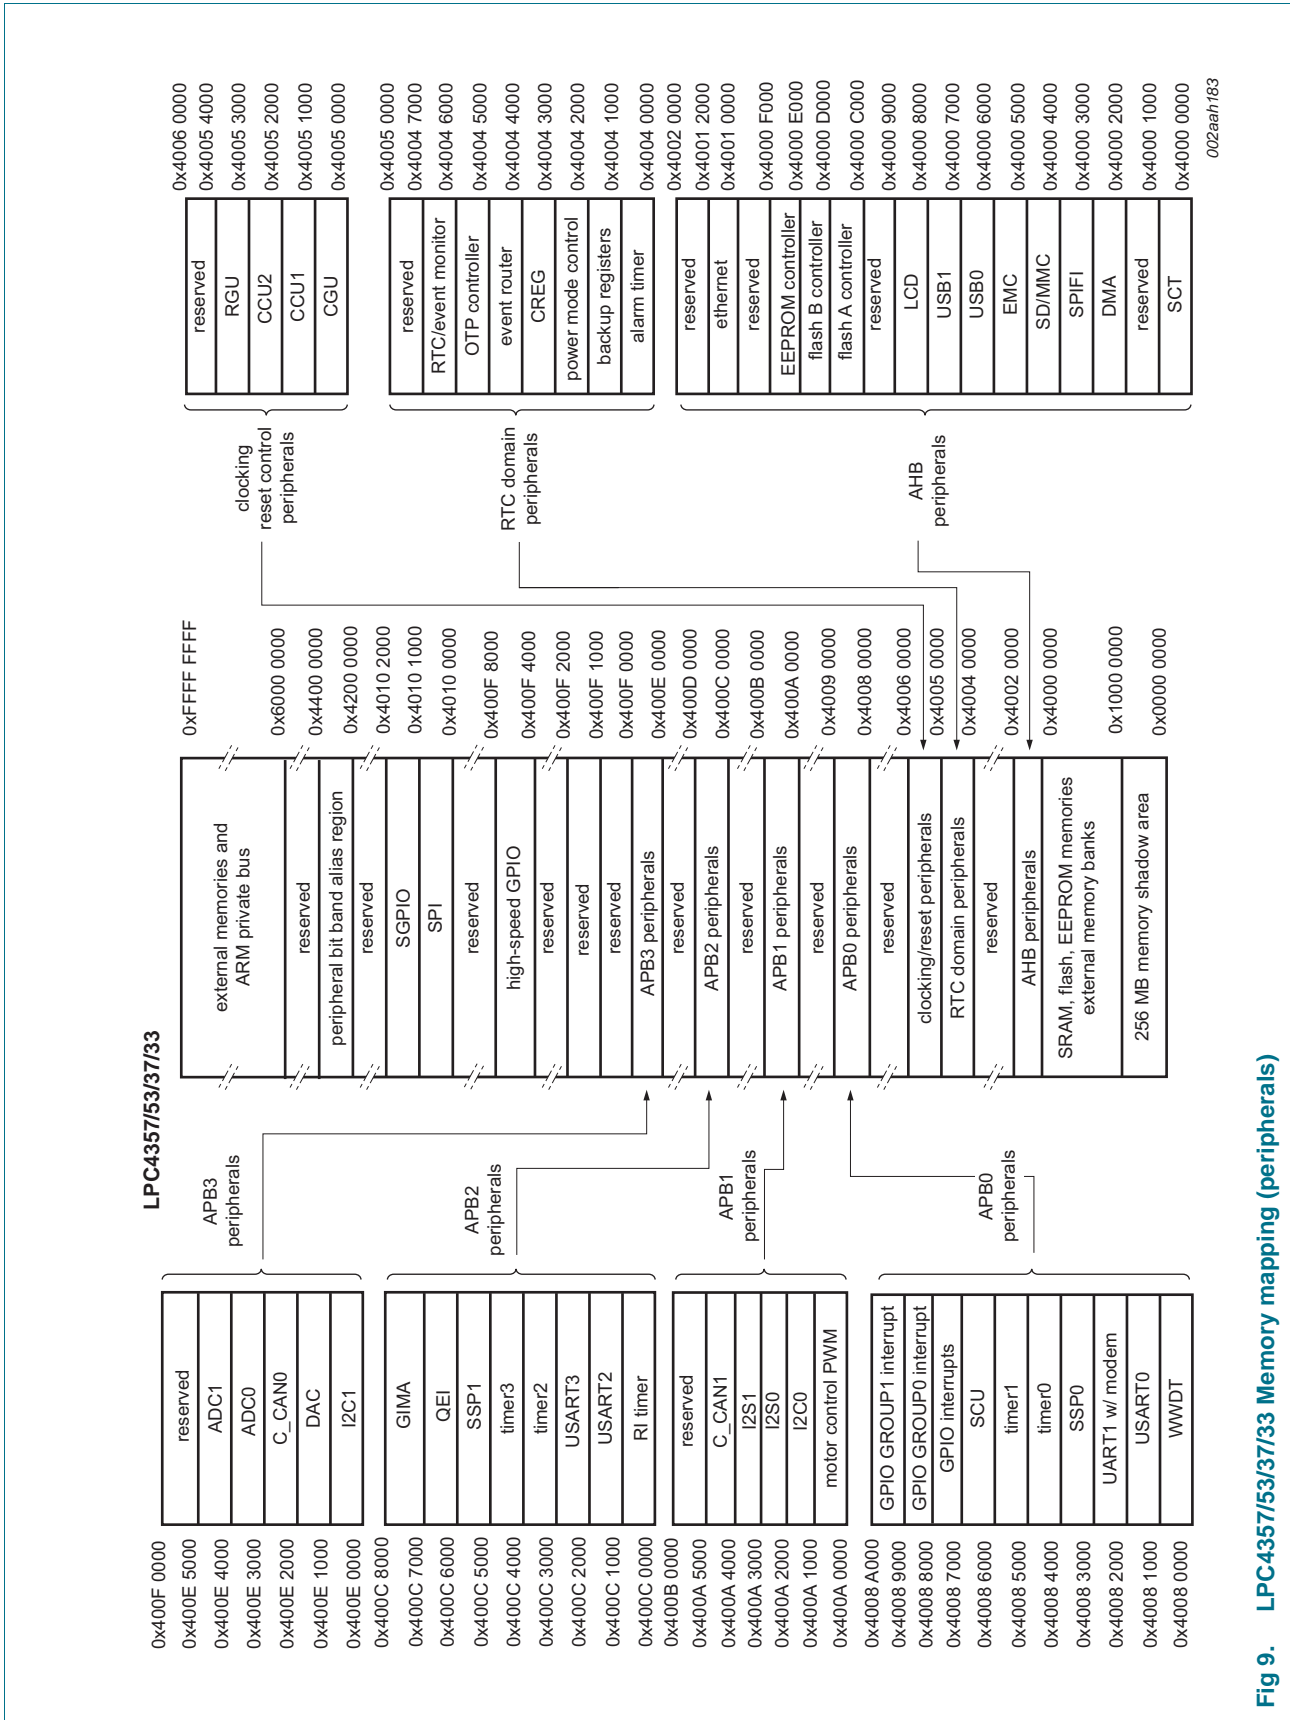 LPC4357/53/37/33
APB3
peripherals
0x400F 0000
reserved
0x400E 5000
ADC1
0x400E 4000
ADC0
0x400E 3000
C_CAN0
0x400E 2000
DAC
0x400E 1000
I2C1
0x400E 0000
APB2
peripherals
0x400C 8000
GIMA
0x400C 7000
QEI
0x400C 6000
SSP1
0x400C 5000
timer3
0x400C 4000
timer2
0x400C 3000
USART3
0x400C 2000
USART2
0x400C 1000
RI timer
0x400C 0000
APB1
peripherals
0x400B 0000
reserved
0x400A 5000
C_CAN1
0x400A 4000
I2S1
0x400A 3000
I2S0
0x400A 2000
I2C0
0x400A 1000
motor control PWM
0x400A 0000
APB0
peripherals
0x4008 A000
GPIO GROUP1 interrupt
0x4008 9000
GPIO GROUP0 interrupt
0x4008 8000
GPIO interrupts
0x4008 7000
SCU
0x4008 6000
timer1
0x4008 5000
timer0
0x4008 4000
SSP0
0x4008 3000
UART1 w/ modem
0x4008 2000
USART0
0x4008 1000
WWDT
0x4008 0000
0xFFFF FFFF
external memories and
ARM private bus
0x6000 0000
reserved
0x4400 0000
peripheral bit band alias region
0x4200 0000
reserved
0x4010 2000
SGPIO
0x4010 1000
SPI
0x4010 0000
reserved
0x400F 8000
high-speed GPIO
0x400F 4000
reserved
0x400F 2000
reserved
0x400F 1000
reserved
0x400F 0000
APB3 peripherals
0x400E 0000
reserved
0x400D 0000
APB2 peripherals
0x400C 0000
reserved
0x400B 0000
APB1 peripherals
0x400A 0000
reserved
0x4009 0000
APB0 peripherals
0x4008 0000
reserved
0x4006 0000
clocking/reset peripherals
0x4005 0000
RTC domain peripherals
0x4004 0000
reserved
0x4002 0000
AHB peripherals
0x4000 0000
SRAM, flash, EEPROM memories
external memory banks
0x1000 0000
256 MB memory shadow area
0x0000 0000
clocking
reset control
peripherals
0x4006 0000
reserved
0x4005 4000
RGU
0x4005 3000
CCU2
0x4005 2000
CCU1
0x4005 1000
CGU
0x4005 0000
RTC domain
peripherals
0x4005 0000
reserved
0x4004 7000
RTC/event monitor
0x4004 6000
OTP controller
0x4004 5000
event router
0x4004 4000
CREG
0x4004 3000
power mode control
0x4004 2000
backup registers
0x4004 1000
alarm timer
0x4004 0000
AHB
peripherals
0x4002 0000
reserved
0x4001 2000
ethernet
0x4001 0000
reserved
0x4000 F000
EEPROM controller
0x4000 E000
flash B controller
0x4000 D000
flash A controller
0x4000 C000
reserved
0x4000 9000
LCD
0x4000 8000
USB1
0x4000 7000
USB0
0x4000 6000
EMC
0x4000 5000
SD/MMC
0x4000 4000
SPIFI
0x4000 3000
DMA
0x4000 2000
reserved
0x4000 1000
SCT
0x4000 0000
002aah183
Fig 9. LPC4357/53/37/33 Memory mapping (peripherals)